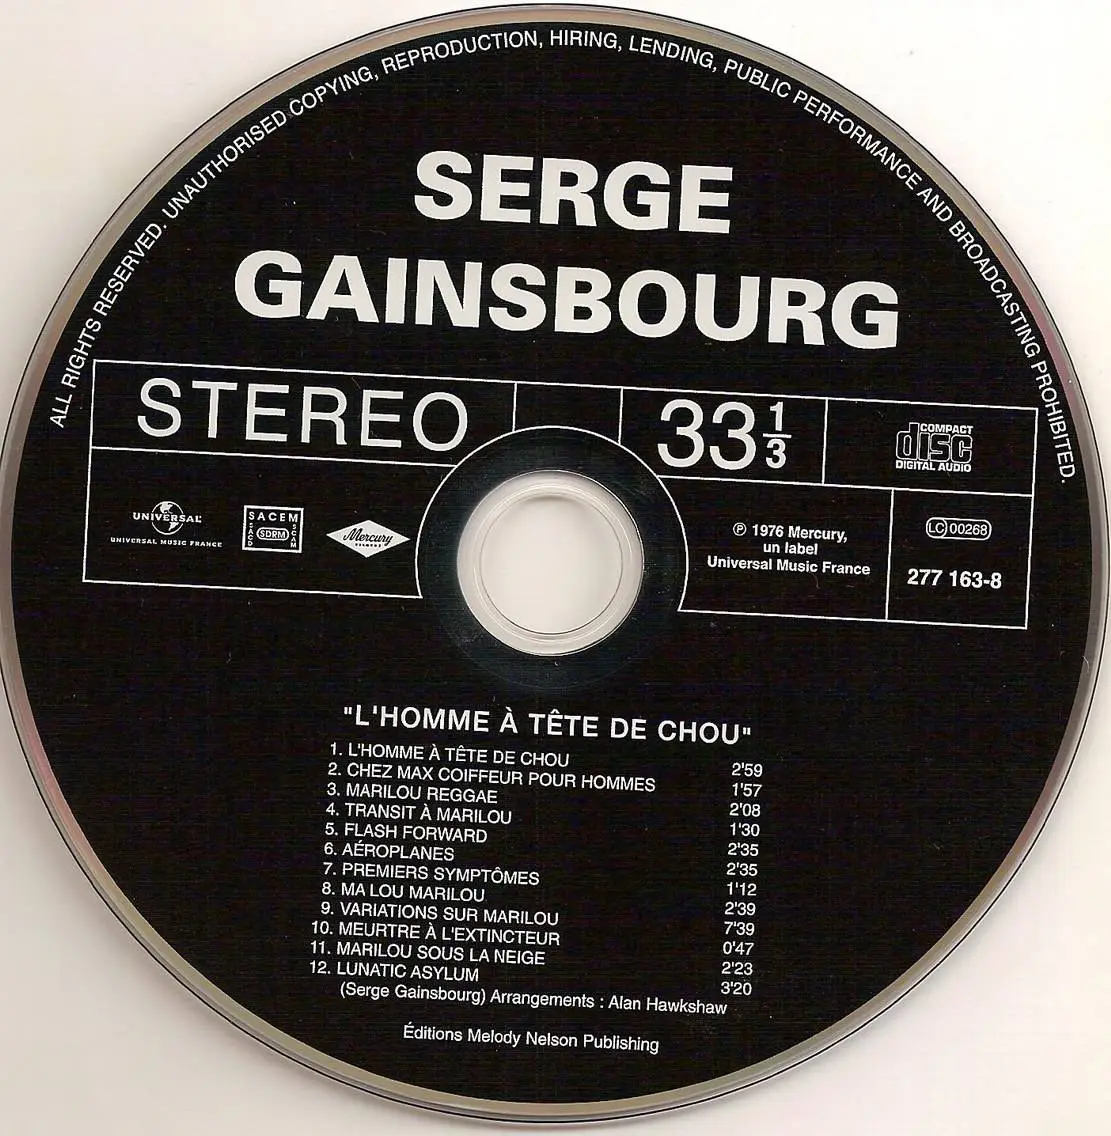 ALL RIGHTS RESERVED. UNAUTHORISED COPYING, REPRODUCTION, HIRING, LENDING, PUBLIC PERFORMANCE AND BROADCASTING PROHIBITED.
SERGE
GAINSBOURG
STEREO
33 1/3
COMPACT
disc
DIGITAL AUDIO
UNIVERSAL
UNIVERSAL MUSIC FRANCE
SACEM
SACD
SDRM
SCAM
Mercury
RECORDS
℗ 1976 Mercury,
un label
Universal Music France
LC 00268
277 163-8
"L'HOMME À TÊTE DE CHOU"
1. L'HOMME À TÊTE DE CHOU 2'59
2. CHEZ MAX COIFFEUR POUR HOMMES 1'57
3. MARILOU REGGAE 2'08
4. TRANSIT À MARILOU 1'30
5. FLASH FORWARD 2'35
6. AÉROPLANES 2'35
7. PREMIERS SYMPTÔMES 1'12
8. MA LOU MARILOU 2'39
9. VARIATIONS SUR MARILOU 7'39
10. MEURTRE À L'EXTINCTEUR 0'47
11. MARILOU SOUS LA NEIGE 2'23
12. LUNATIC ASYLUM 3'20
(Serge Gainsbourg) Arrangements : Alan Hawkshaw
Éditions Melody Nelson Publishing